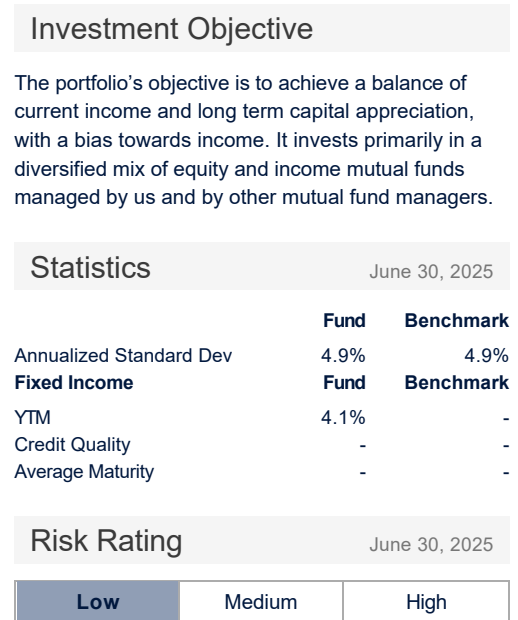 Investment Objective
The portfolio’s objective is to achieve a balance of
current income and long term capital appreciation,
with a bias towards income. It invests primarily in a
diversified mix of equity and income mutual funds
managed by us and by other mutual fund managers.
Statistics June 30, 2025
Fund Benchmark
Annualized Standard Dev 4.9% 4.9%
Fixed Income Fund Benchmark
YTM 4.1% -
Credit Quality - -
Average Maturity - -
Risk Rating June 30, 2025
Low Medium High